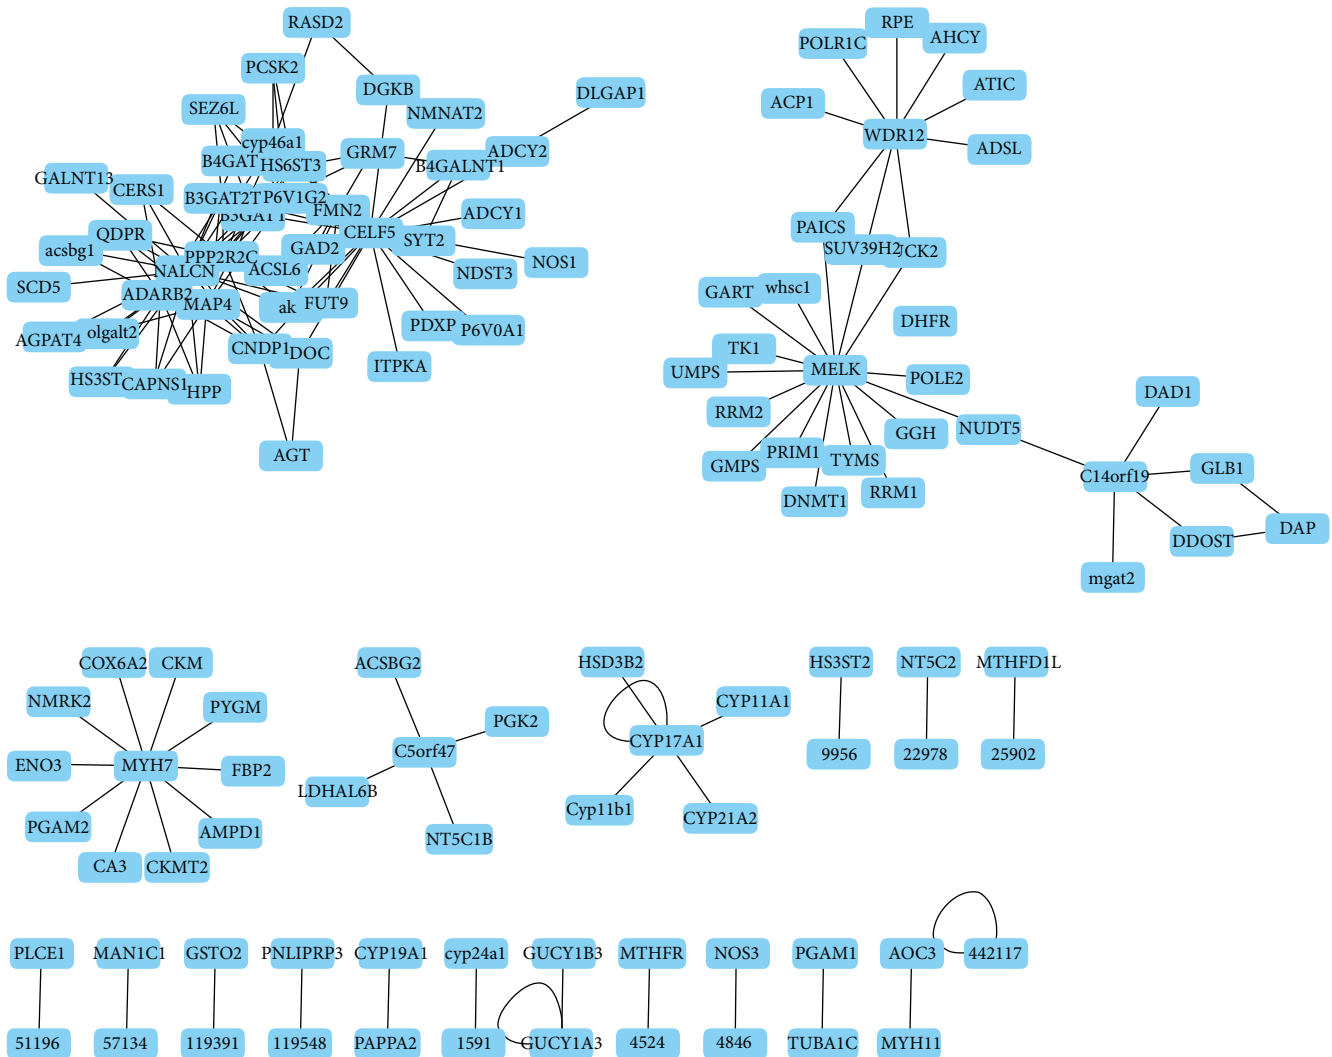 RASD2
PCSK2
DGKB
SEZ6L
NMNAT2
DLGAP1
cyp46a1
B4GAT
HS6ST3
GRM7
B4GALNT1
ADCY2
GALNT13
CERS1
B3GAT2
P6V1G2
FMN2
ADCY1
QDPR
CELF5
SYT2
acsbg1
PPP2R2C
GAD2
NOS1
NALCN
ACSL6
NDST3
SCD5
ADARB2
MAP4
ak
FUT9
AGPAT4
olgalt2
PDXP
P6V0A1
CNDP1
DOC
HS3ST
CAPNS1
HPP
ITPKA
AGT
RPE
POLR1C
AHCY
ACP1
ATIC
WDR12
ADSL
PAICS
SUV39H2
CK2
GART
whsc1
DHFR
TK1
UMPS
MELK
POLE2
RRM2
GGH
NUDT5
DAD1
GMPS
PRIM1
TYMS
C14orf19
GLB1
DNMT1
RRM1
DDOST
DAP
mgat2
COX6A2
CKM
NMRK2
PYGM
ENO3
MYH7
FBP2
PGAM2
AMPD1
CA3
CKMT2
ACSBG2
PGK2
C5orf47
LDHAL6B
NT5C1B
HSD3B2
CYP11A1
CYP17A1
Cyp11b1
CYP21A2
HS3ST2
NT5C2
MTHFD1L
9956
22978
25902
PLCE1
MAN1C1
GSTO2
PNLIPRP3
CYP19A1
cyp24a1
GUCY1B3
MTHFR
NOS3
PGAM1
AOC3
442117
51196
57134
119391
119548
PAPPA2
1591
GUCY1A3
4524
4846
TUBA1C
MYH11